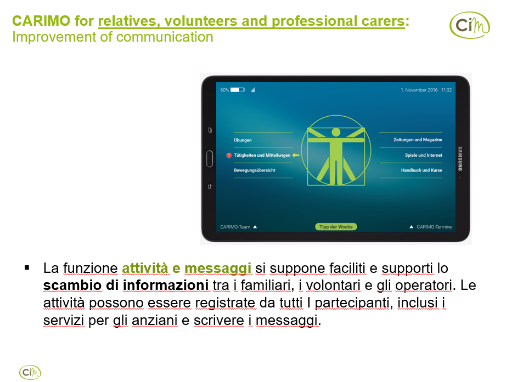 CARIMO for relatives, volunteers and professional carers:
Improvement of communication
Cim
60%
1. November 2016 11:22
Übungen
Zeitungen und Magazine
Tätigkeiten und Mitteilungen
Spiele und Internet
Bewegungsübersicht
Handbuch und Kurse
SAMSUNG
CARIMO-Team
Tipp der Woche
CARIMO-Termine
La funzione attività e messaggi si suppone faciliti e supporti lo
scambio di informazioni tra i familiari, i volontari e gli operatori. Le
attività possono essere registrate da tutti I partecipanti, inclusi i
servizi per gli anziani e scrivere i messaggi.
Cim